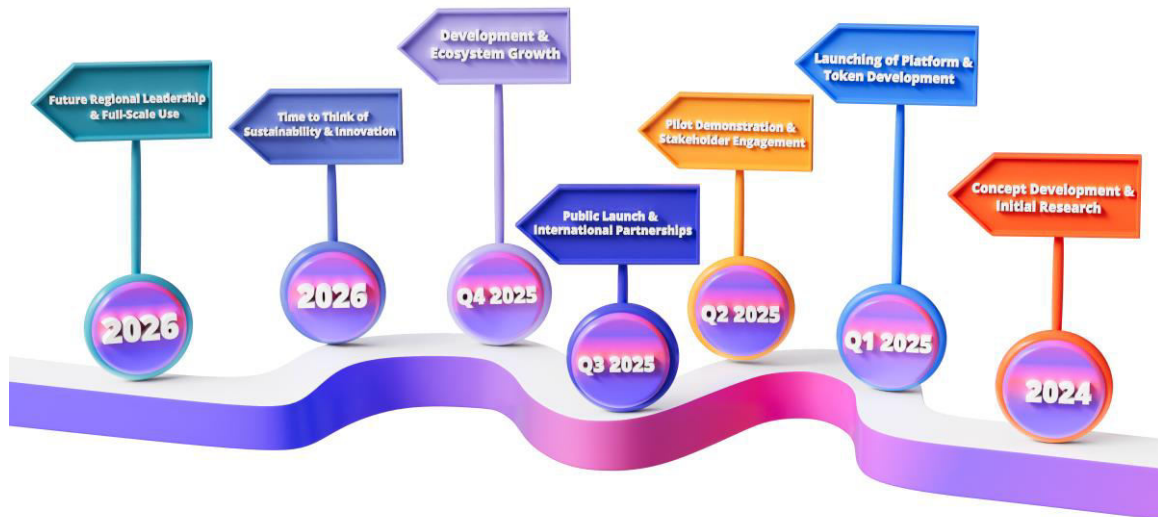 Future Regional Leadership
& Full-Scale Use
2026
Time to Think of
Sustainability & Innovation
2026
Development &
Ecosystem Growth
Q4 2025
Public Launch &
International Partnerships
Q3 2025
Pilot Demonstration &
Stakeholder Engagement
Q2 2025
Launching of Platform &
Token Development
Q1 2025
Concept Development &
Initial Research
2024